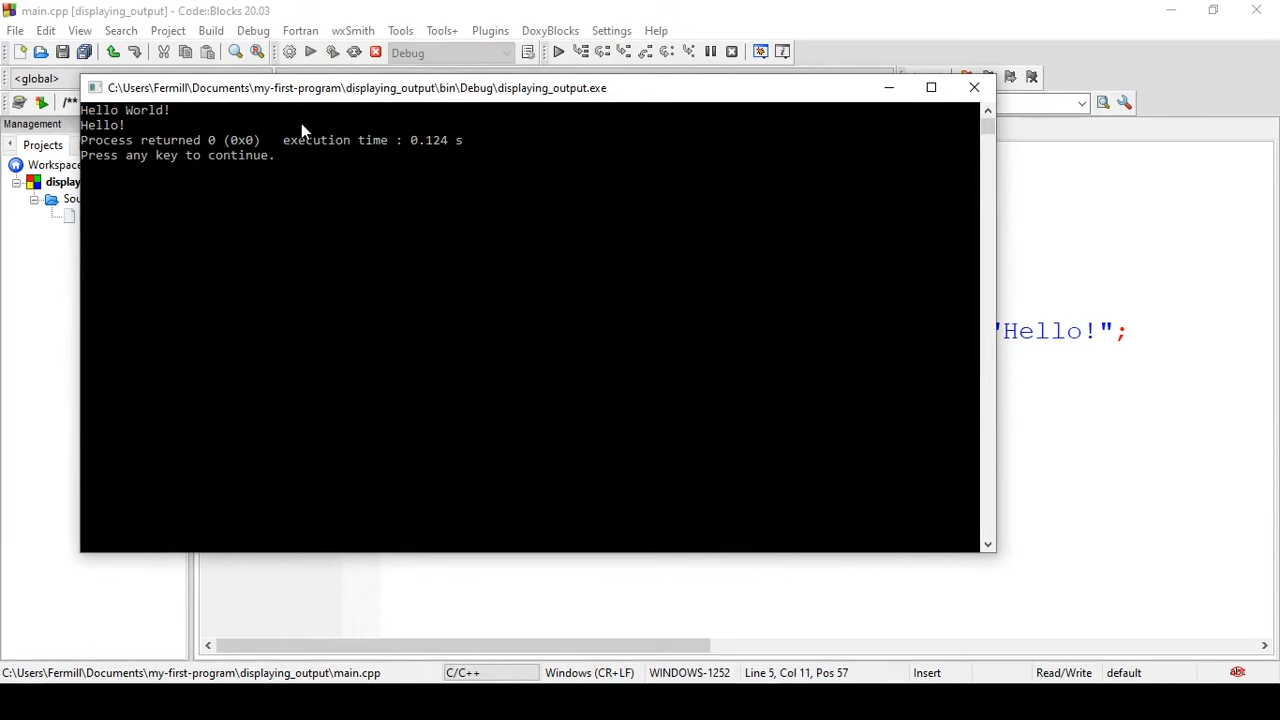 main.cpp [displaying_output] - Code::Blocks 20.03
File Edit View Search Project Build Debug Fortran wxSmith Tools Tools+ Plugins DoxyBlocks Settings Help
Debug
<global>
C:\Users\Fermill\Documents\my-first-program\displaying_output\bin\Debug\displaying_output.exe
/**
Management
Projects
Workspace
display
Sou
Hello World!
Hello!
Process returned 0 (0x0) execution time : 0.124 s
Press any key to continue.
"Hello!";
C:\Users\Fermill\Documents\my-first-program\displaying_output\main.cpp C/C++ Windows (CR+LF) WINDOWS-1252 Line 5, Col 11, Pos 57 Insert Read/Write default